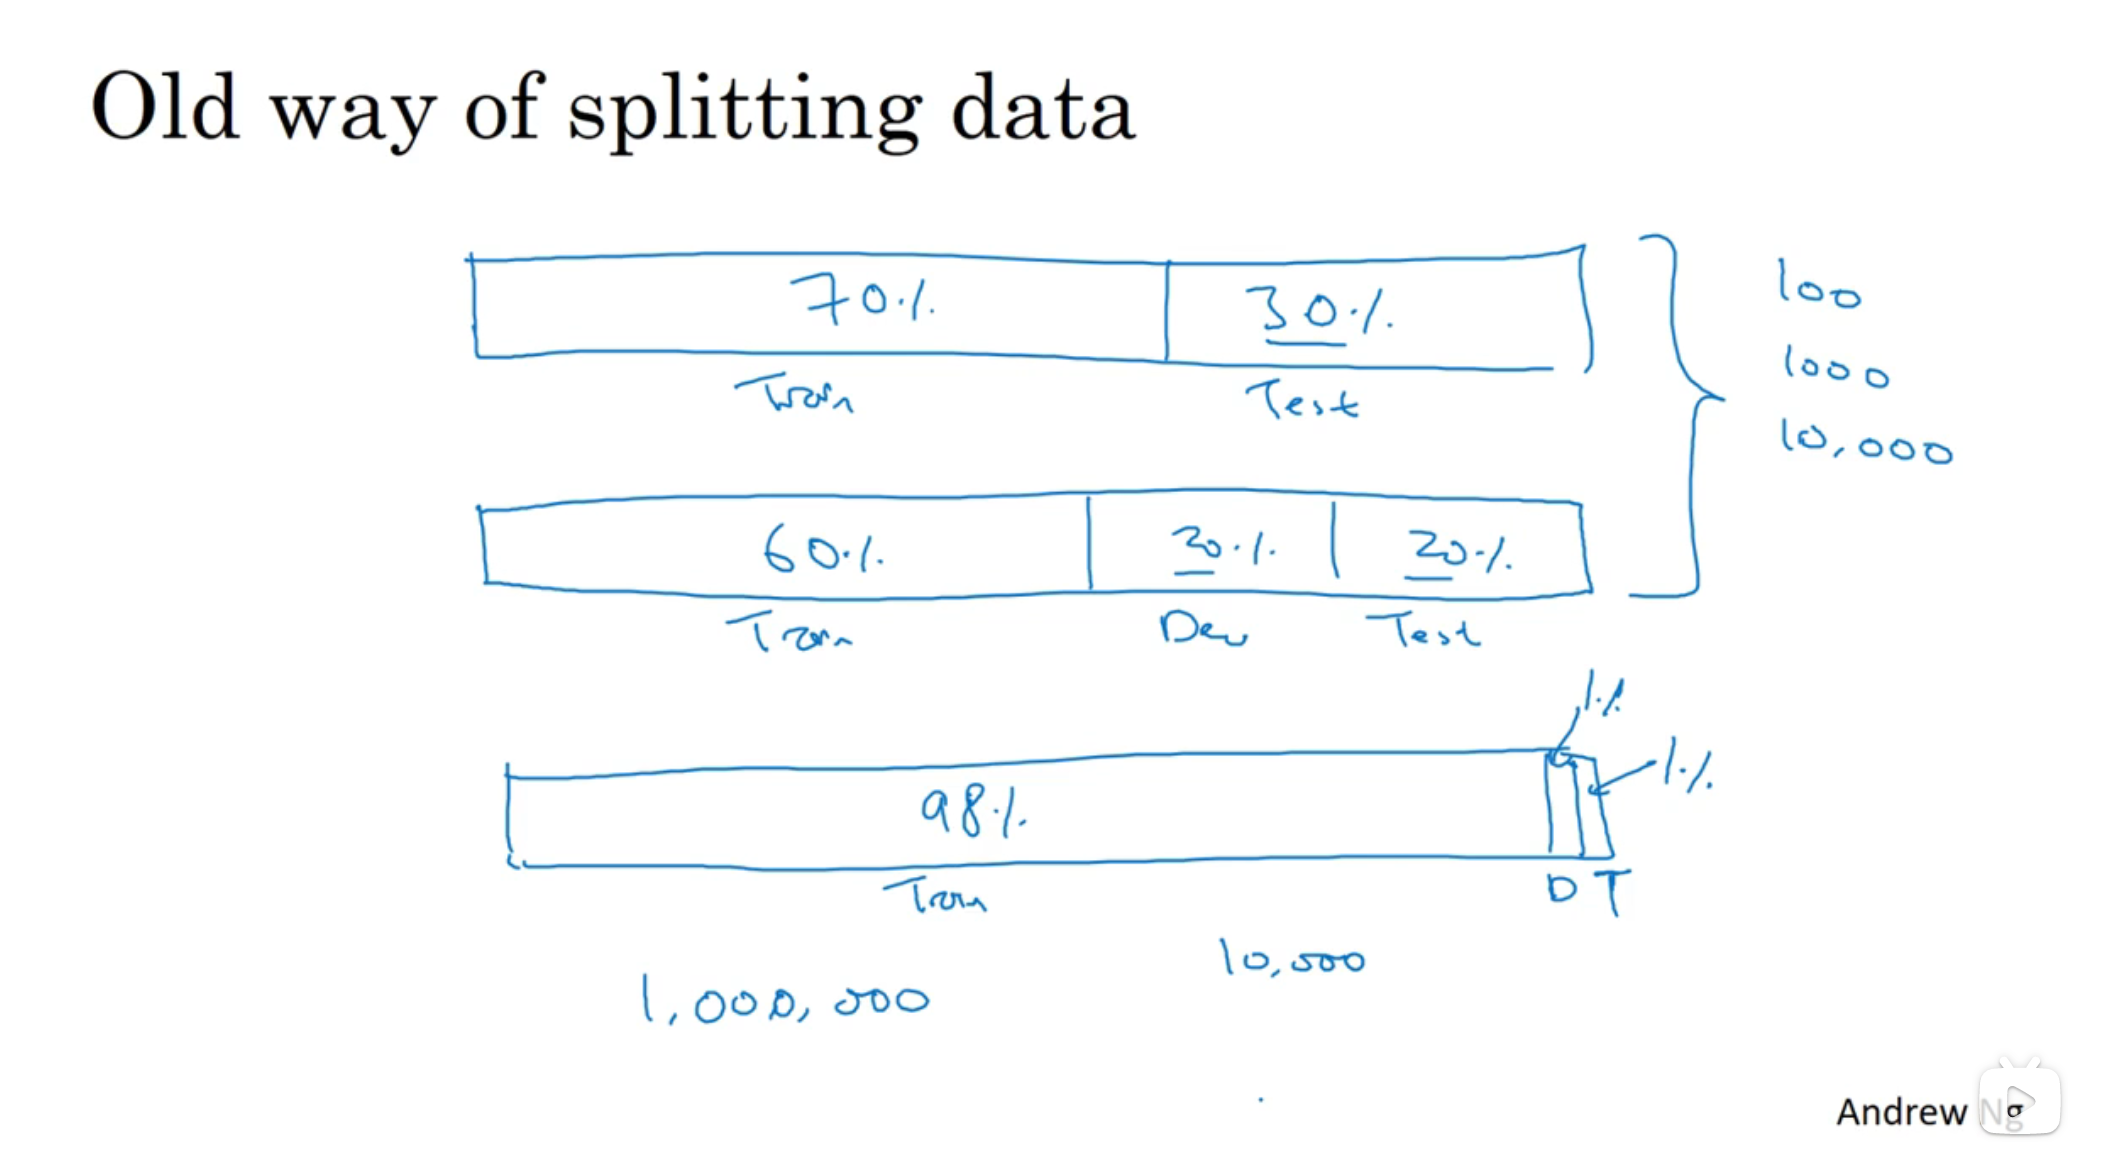 Old way of splitting data
70% 30%
100
Train Test
1000
10,000
60% 20% 20%
Train Dev Test
1%
1%
98%
Train D T
10,000
1,000,000
Andrew Ng